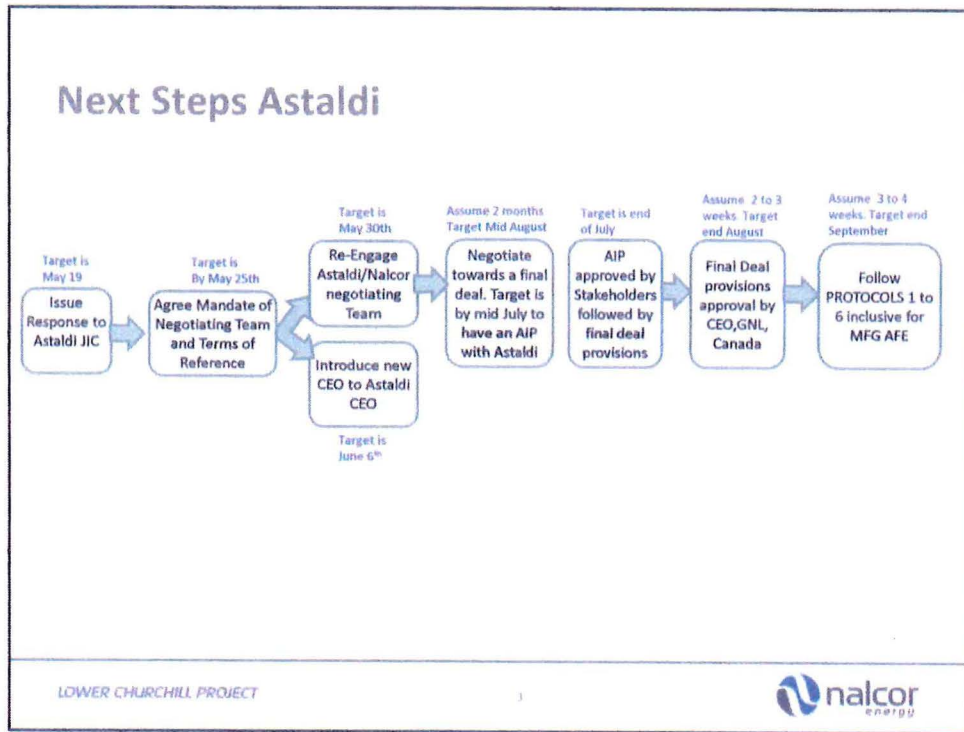 Next Steps Astaldi
Target is
May 19
Issue
Response to
Astaldi JIC
Target is
By May 25th
Agree Mandate of
Negotiating Team
and Terms of
Reference
Target is
May 30th
Re-Engage
Astaldi/Nalcor
negotiating
Team
Introduce new
CEO to Astaldi
CEO
Target is
June 6th
Assume 2 months
Target Mid August
Negotiate
towards a final
deal. Target is
by mid July to
have an AIP
with Astaldi
Target is end
of July
AIP
approved by
Stakeholders
followed by
final deal
provisions
Assume 2 to 3
weeks. Target
end August
Final Deal
provisions
approval by
CEO,GNL,
Canada
Assume 3 to 4
weeks. Target end
September
Follow
PROTOCOLS 1 to
6 inclusive for
MFG AFE
LOWER CHURCHILL PROJECT
3
nalcor
energy